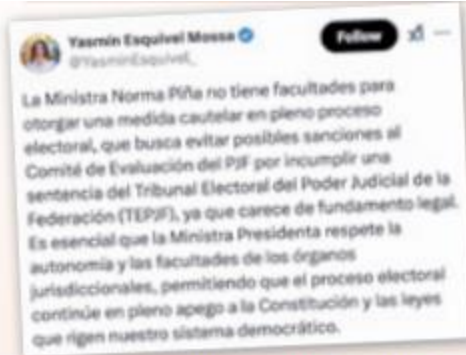 Yasmin Esquivel Mossa
Follow
@YasminEsquivel_
La Ministra Norma Piña no tiene facultades para
otorgar una medida cautelar en pleno proceso
electoral, que busca evitar posibles sanciones al
Comité de Evaluación del PJF por incumplir una
sentencia del Tribunal Electoral del Poder Judicial de la
Federación (TEPJF), ya que carece de fundamento legal.
Es esencial que la Ministra Presidenta respete la
autonomía y las facultades de los órganos
jurisdiccionales, permitiendo que el proceso electoral
continúe en pleno apego a la Constitución y las leyes
que rigen nuestro sistema democrático.